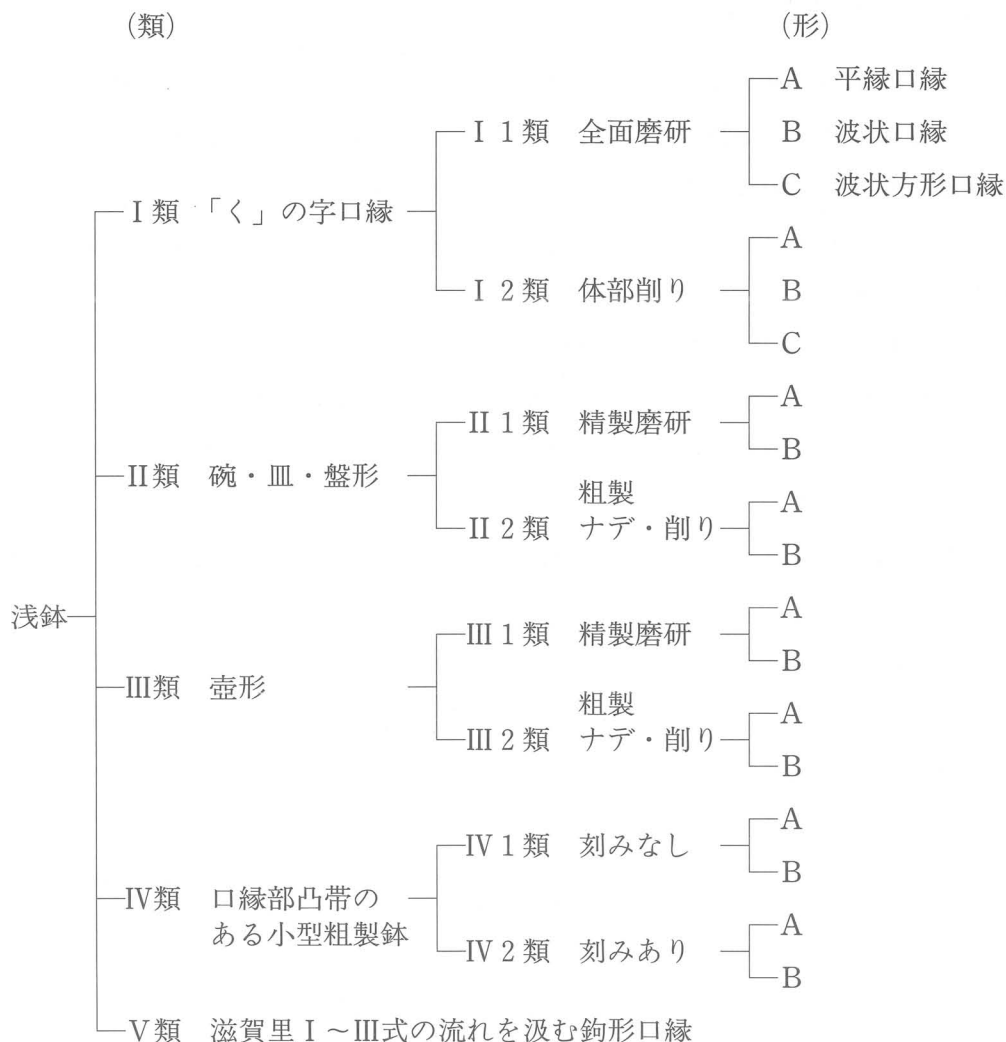 (類)
(形)
A 平縁口縁
Ⅰ1類 全面磨研
B 波状口縁
C 波状方形口縁
Ⅰ類 「く」の字口縁
A
Ⅰ2類 体部削り
B
C
A
Ⅱ1類 精製磨研
B
Ⅱ類 碗・皿・盤形
粗製
A
Ⅱ2類 ナデ・削り
B
浅鉢
A
Ⅲ1類 精製磨研
B
Ⅲ類 壺形
粗製
A
Ⅲ2類 ナデ・削り
B
A
Ⅳ1類 刻みなし
B
Ⅳ類 口縁部凸帯の
ある小型粗製鉢
A
Ⅳ2類 刻みあり
B
Ⅴ類 滋賀里Ⅰ～Ⅲ式の流れを汲む鉤形口縁